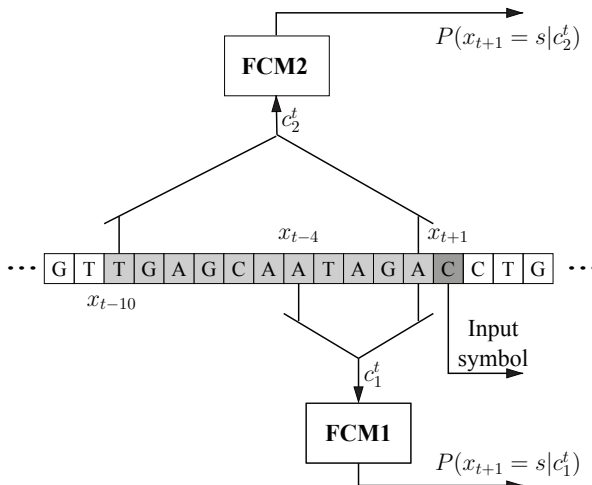 P(x_{t+1} = s|c_2^t)
FCM2
c_2^t
x_{t-4} x_{t+1}
... G T T G A G C A A T A G A C C T G ...
x_{t-10}
Input
symbol
c_1^t
FCM1
P(x_{t+1} = s|c_1^t)